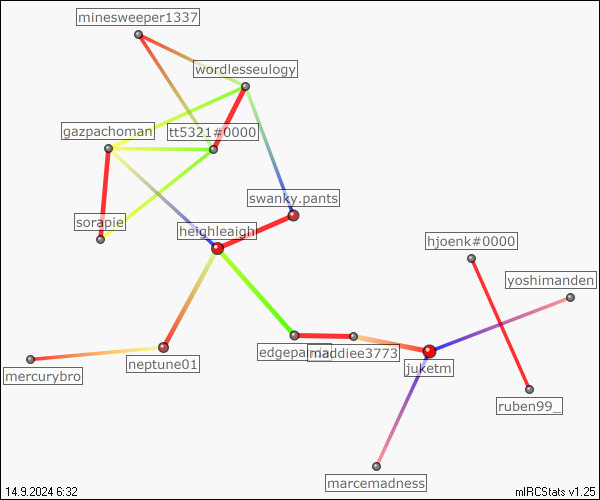 minesweeper1337
wordlesseulogy
gazpachoman
tt5321#0000
swanky.pants
sorapie
heighleaigh
hjoenk#0000
yoshimanden
maddiee3773
neptune01
juketm
mercurybro
ruben99_
marcemadness
14.9.2024 6:32
mIRCStats v1.25